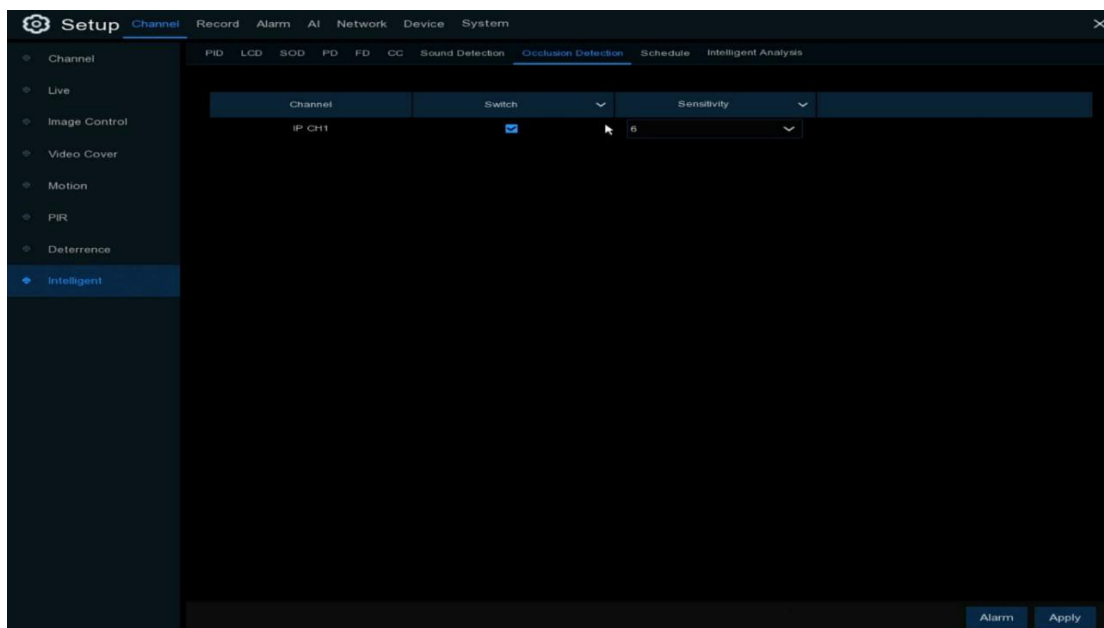 Setup Channel Record Alarm AI Network Device System
PID LCD SOD PD FD CC Sound Detection Occlusion Detection Schedule Intelligent Analysis
Channel
Live
Image Control
Video Cover
Motion
PIR
Deterrence
Intelligent
Channel Switch Sensitivity
IP CH1 6
Alarm Apply